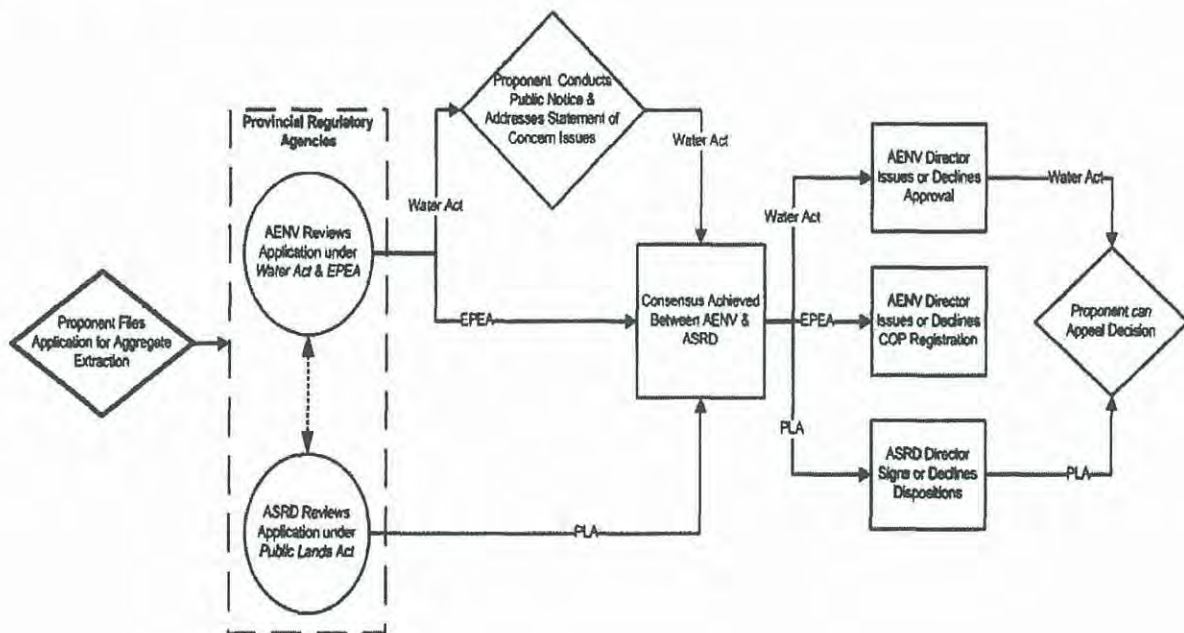 Proponent Files
Application for Aggregate
Extraction
Provincial Regulatory
Agencies
AENV Reviews
Application under
Water Act & EPEA
ASRD Reviews
Application under
Public Lands Act
Water Act
EPEA
PLA
Proponent Conducts
Public Notice &
Addresses Statement of
Concern Issues
Water Act
Consensus Achieved
Between AENV &
ASRD
Water Act
EPEA
PLA
AENV Director
Issues or Declines
Approval
AENV Director
Issues or Declines
COP Registration
ASRD Director
Signs or Declines
Dispositions
Water Act
PLA
Proponent can
Appeal Decision